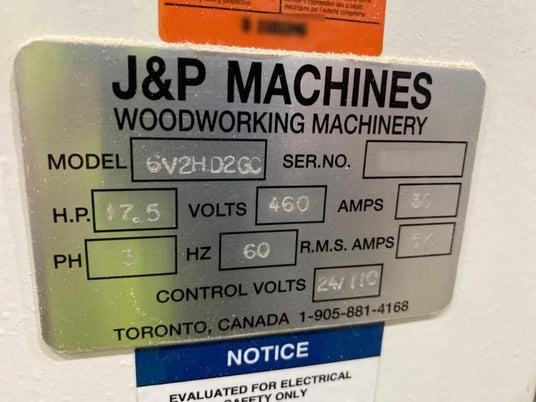 J&P MACHINES
WOODWORKING MACHINERY
MODEL 6V2HD2GC SER.NO.
H.P. 17.5 VOLTS 460 AMPS 30
PH 3 HZ 60 R.M.S. AMPS
CONTROL VOLTS 24/110
TORONTO, CANADA 1-905-881-4168
NOTICE
EVALUATED FOR ELECTRICAL
SAFETY ONLY